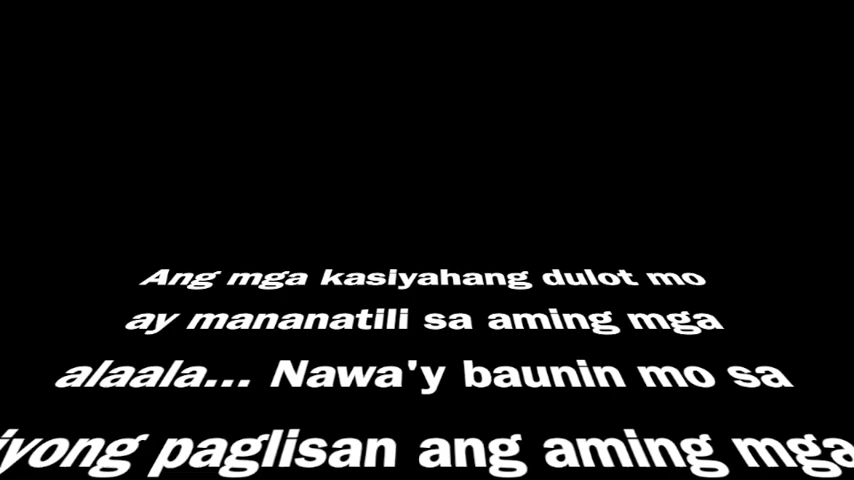 Ang mga kasiyahang dulot mo
ay mananatili sa aming mga
alaala... Nawa'y baunin mo sa
iyong paglisan ang aming mga